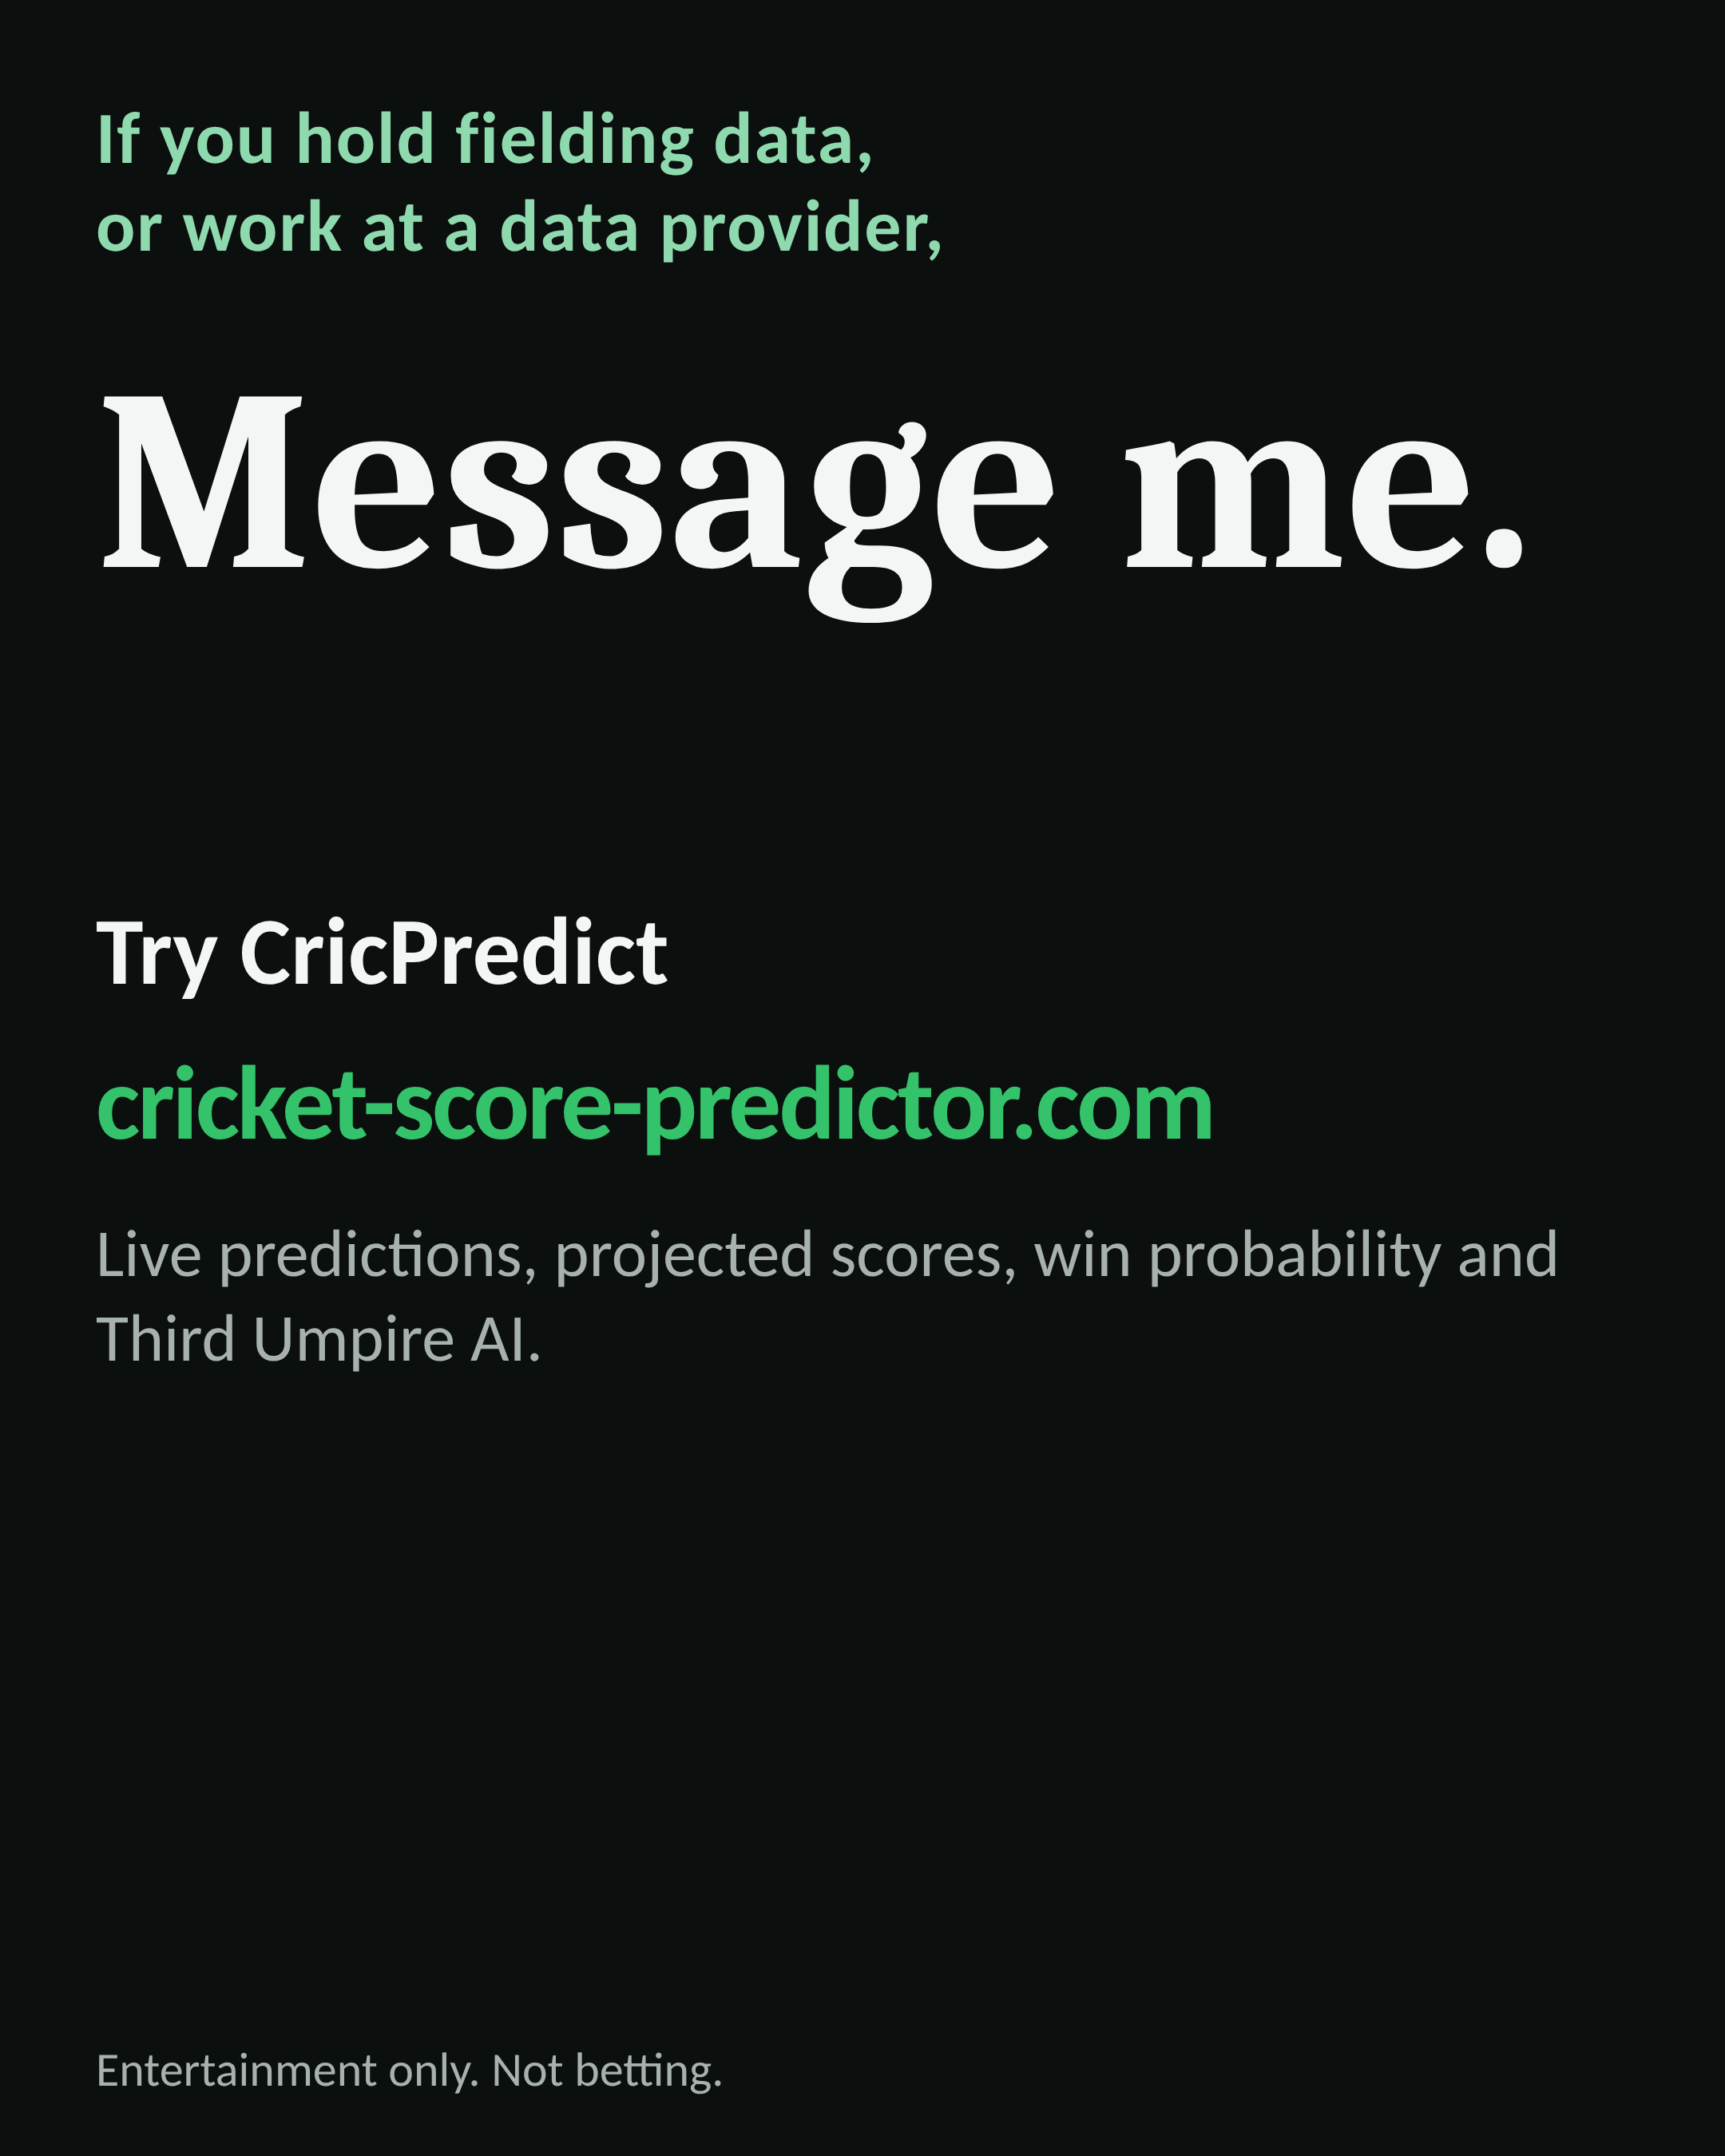 If you hold fielding data,
or work at a data provider,
Message me.
Try CricPredict
cricket-score-predictor.com
Live predictions, projected scores, win probability and
Third Umpire AI.
Entertainment only. Not betting.